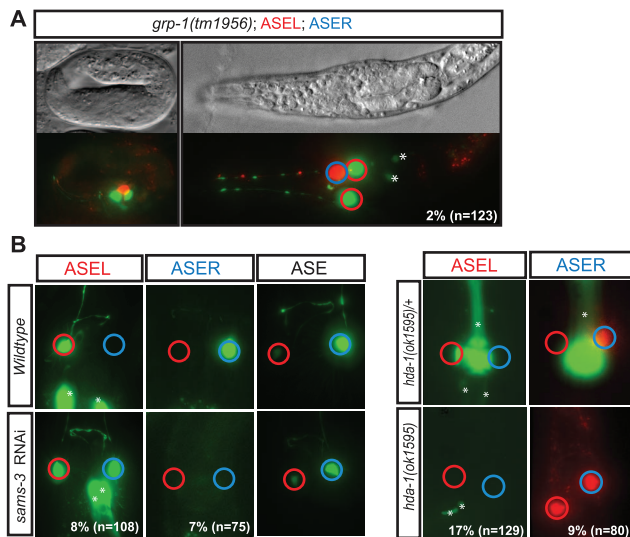 A
grp-1(tm1956); ASEL; ASER
*
*
2% (n=123)
B
ASEL ASER ASE
Wildtype
* *
sams-3 RNAi
*
*
8% (n=108) 7% (n=75)
ASEL ASER
hda-1(ok1595)/+
* *
* *
hda-1(ok1595)
* *
17% (n=129) 9% (n=80)